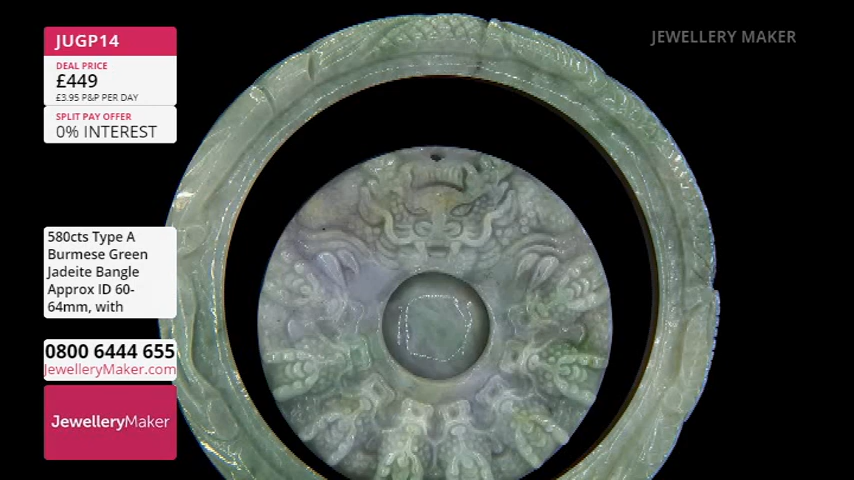 JUGP14
DEAL PRICE
£449
£3.95 P&P PER DAY
SPLIT PAY OFFER
0% INTEREST
580cts Type A
Burmese Green
Jadeite Bangle
Approx ID 60-
64mm, with
0800 6444 655
JewelleryMaker.com
JewelleryMaker
JEWELLERY MAKER